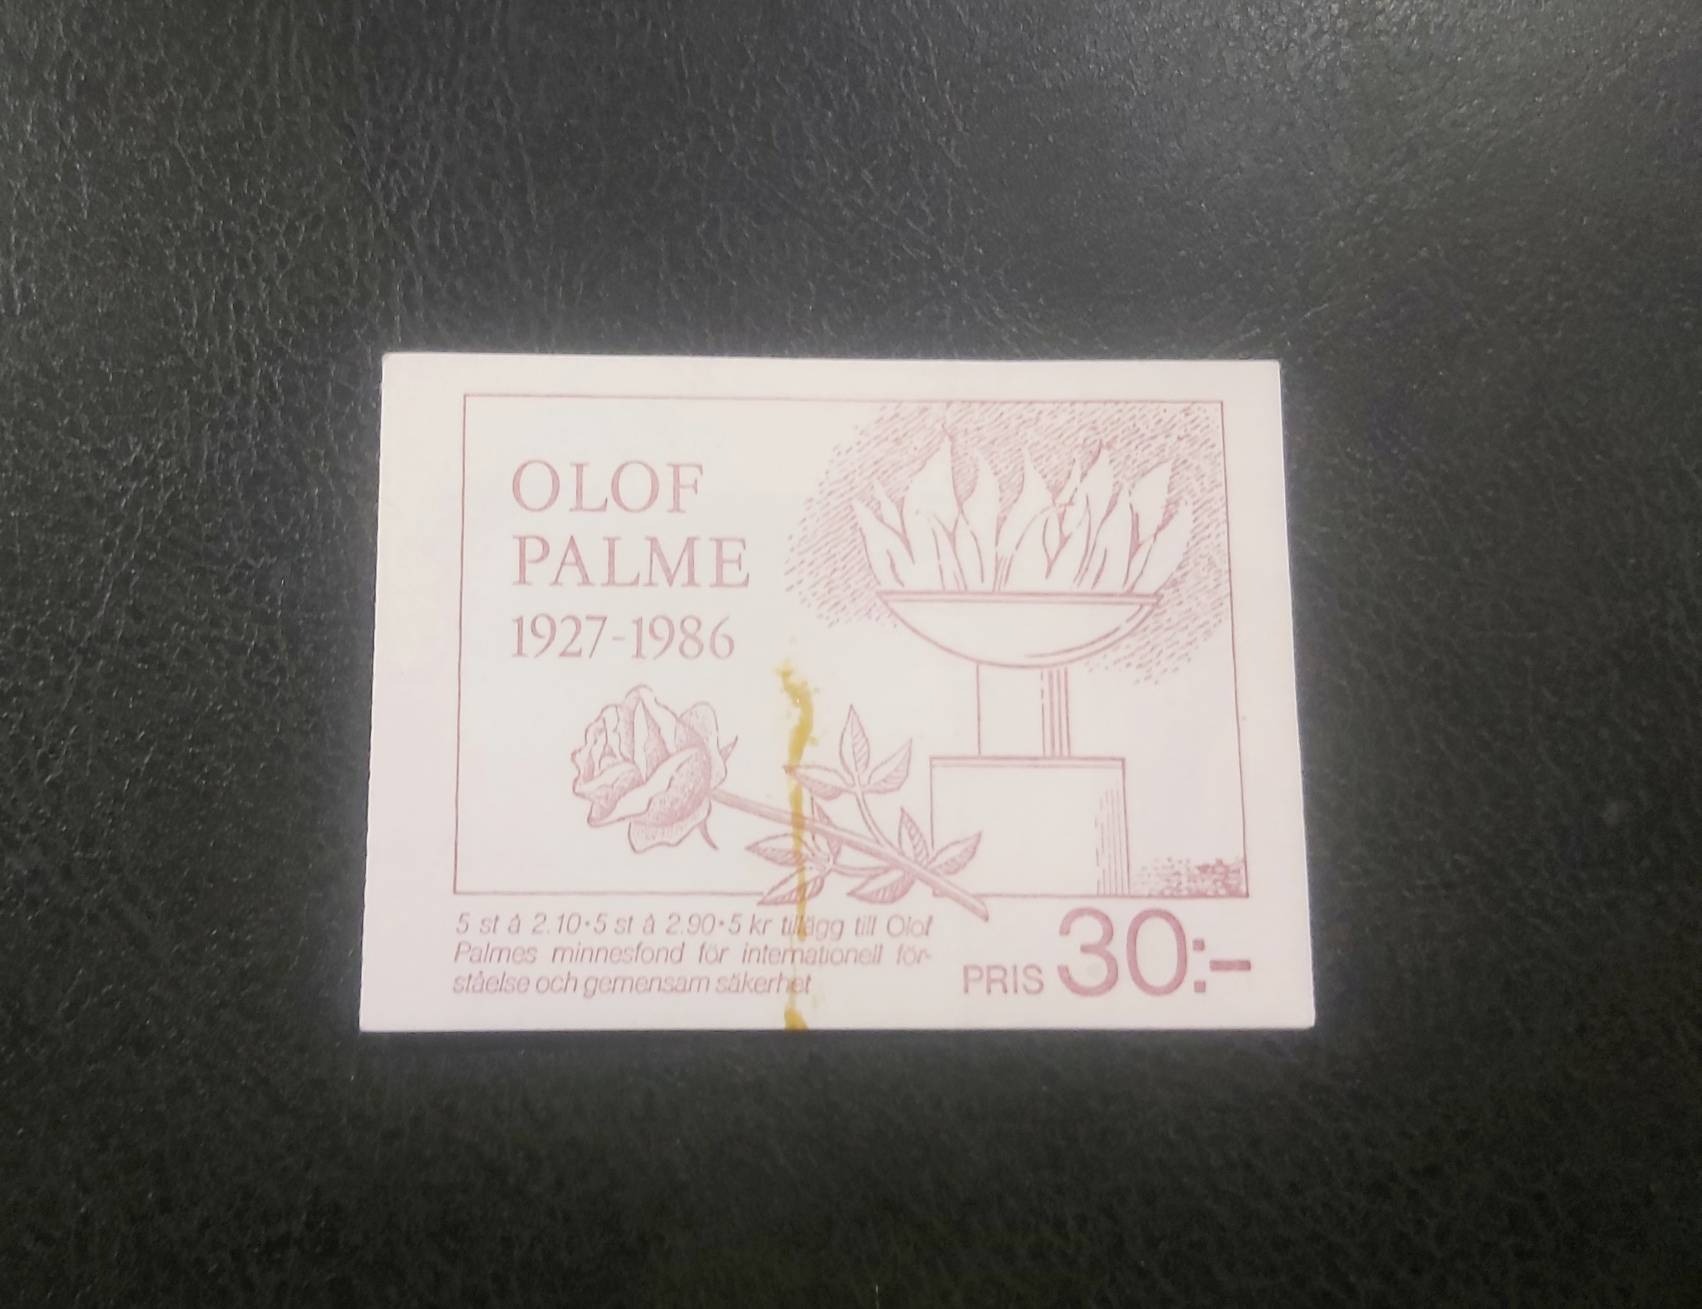 OLOF
PALME
1927-1986
5 st à 2.10·5 st à 2.90·5 kr tillägg till Olof
Palmes minnesfond för internationell för-
ståelse och gemensam säkerhet
PRIS 30:-